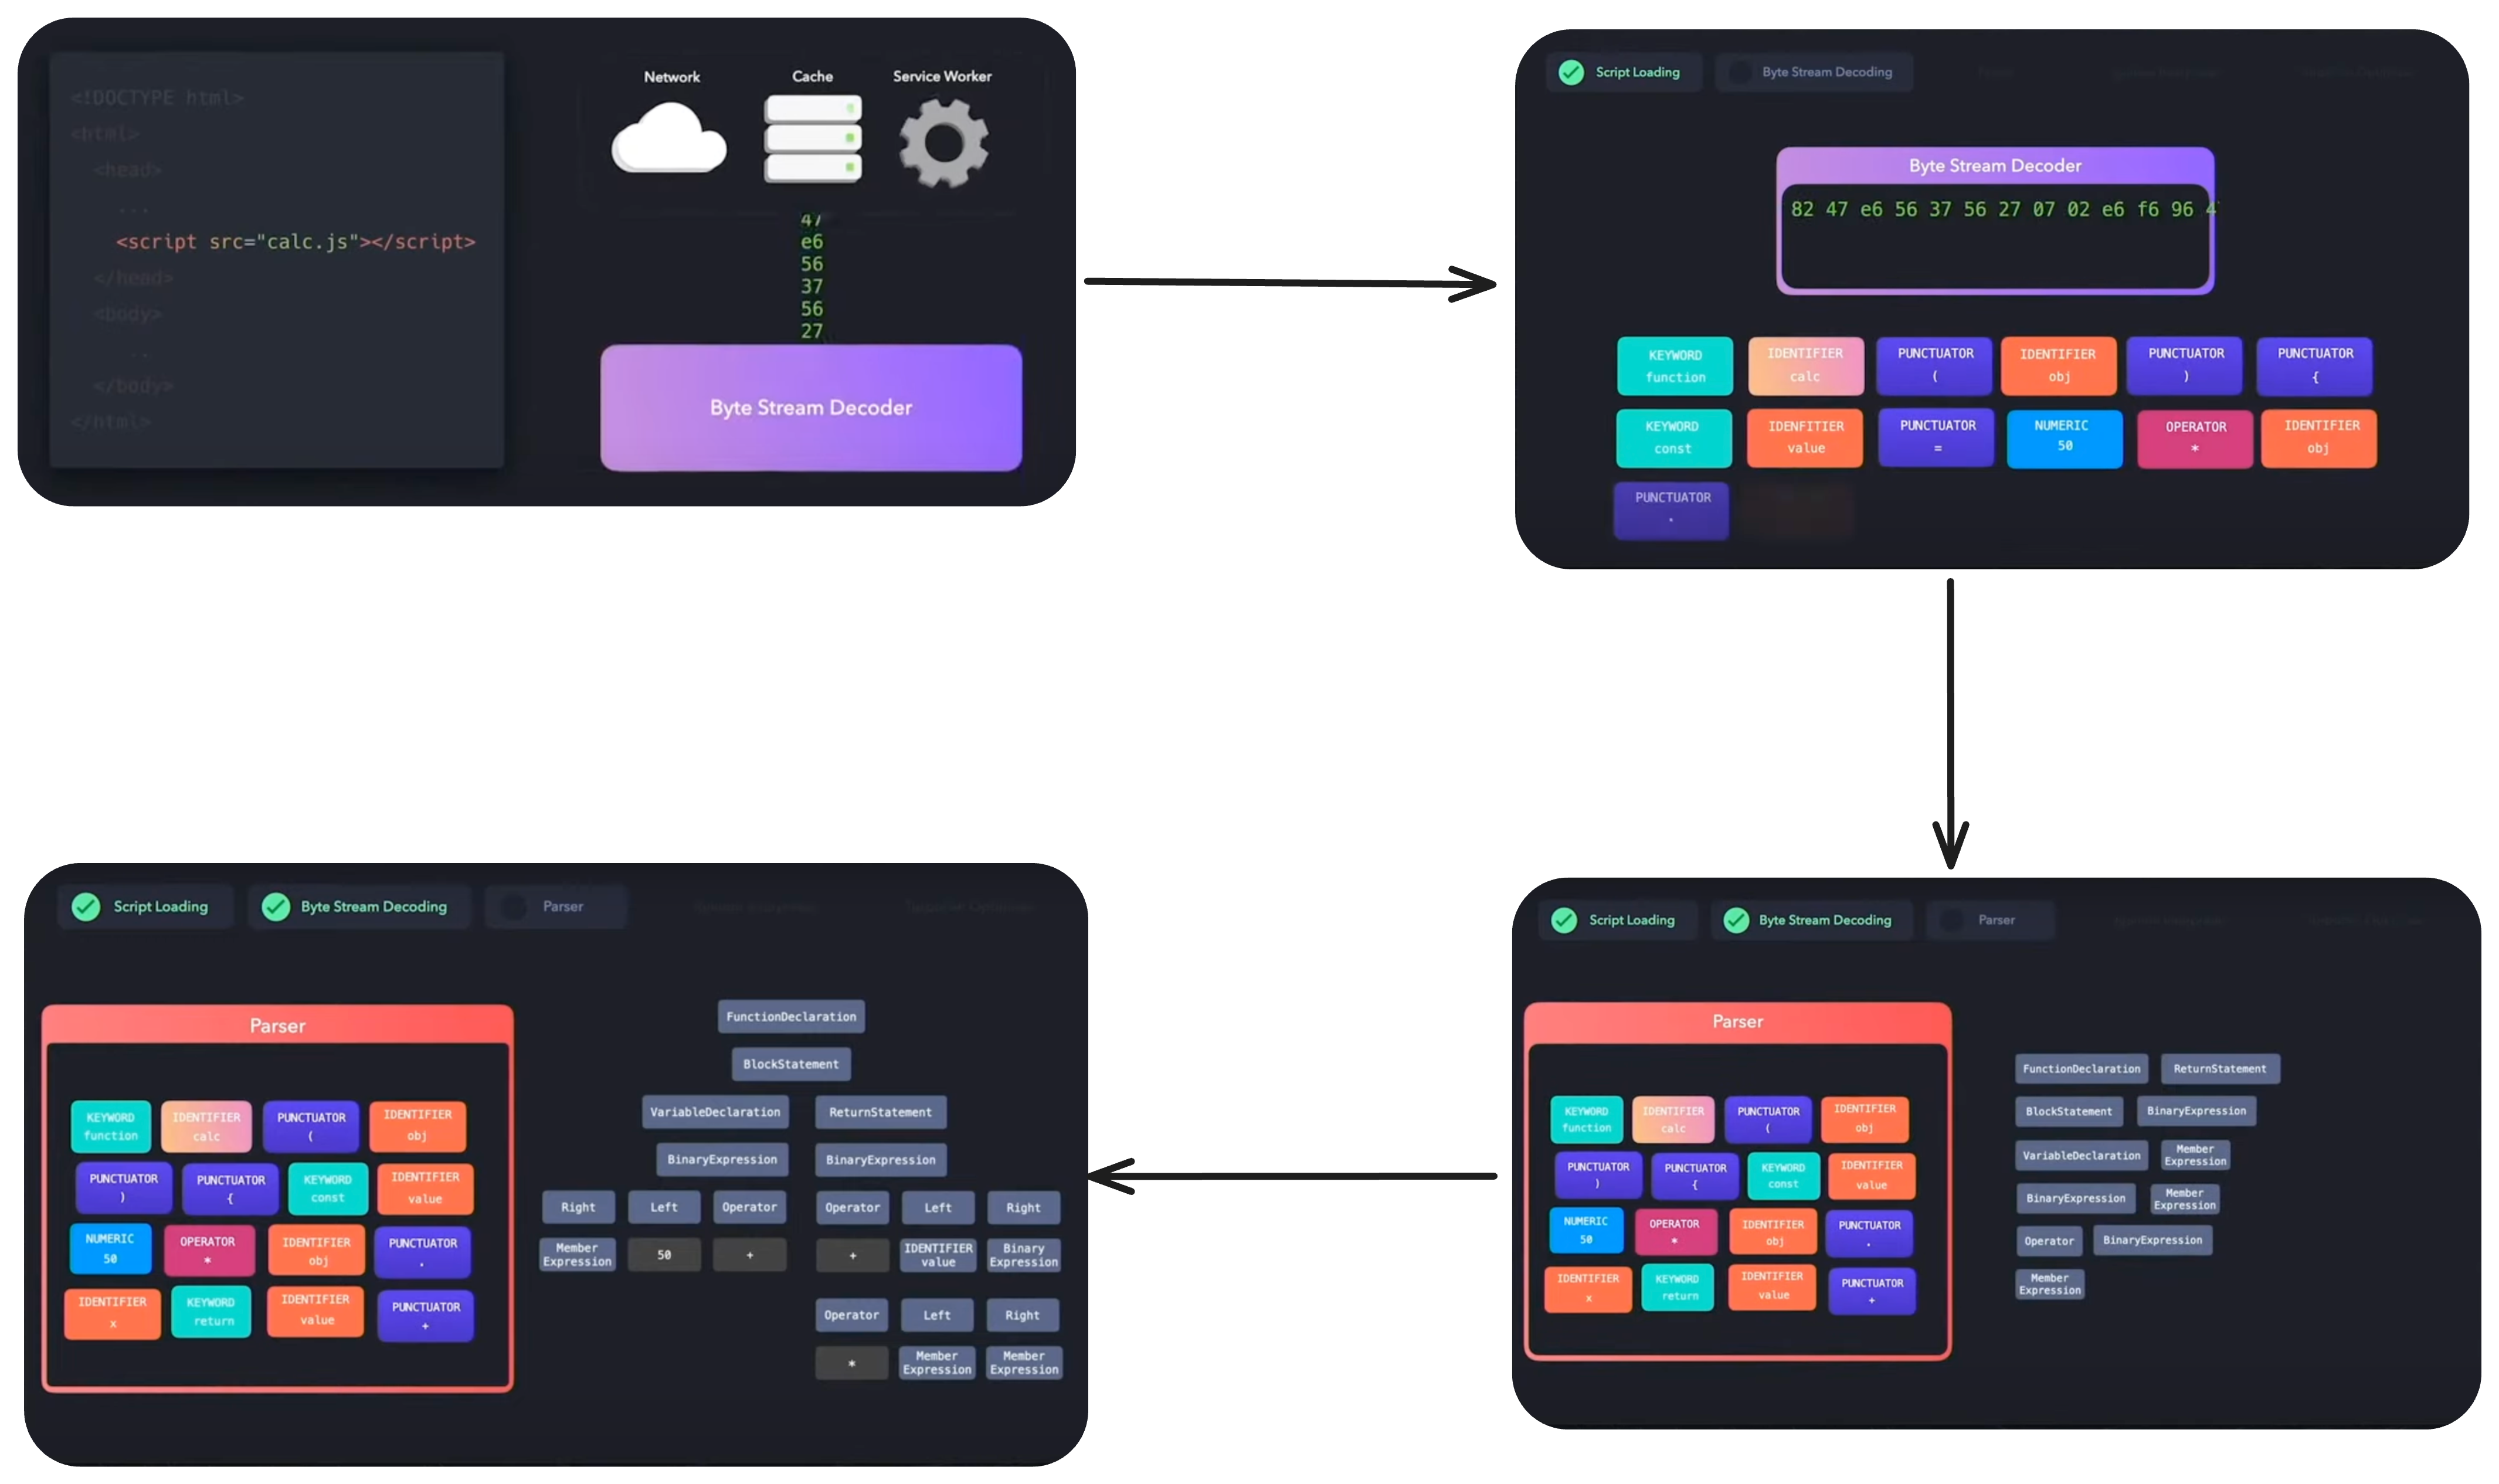 <!DOCTYPE html>
<html>
<head>
...
<script src="calc.js"></script>
</head>
<body>
..
</body>
</html>
Network Cache Service Worker
47
e6
56
37
56
27
Byte Stream Decoder
Script Loading Byte Stream Decoding
Byte Stream Decoder
82 47 e6 56 37 56 27 07 02 e6 f6 96 4
KEYWORD IDENTIFIER PUNCTUATOR IDENTIFIER PUNCTUATOR PUNCTUATOR
function calc ( obj ) {
KEYWORD IDENFITIER PUNCTUATOR NUMERIC OPERATOR IDENTIFIER
const value = 50 * obj
PUNCTUATOR
.
Script Loading Byte Stream Decoding Parser
Parser
KEYWORD IDENTIFIER PUNCTUATOR IDENTIFIER
function calc ( obj
PUNCTUATOR PUNCTUATOR KEYWORD IDENTIFIER
) { const value
NUMERIC OPERATOR IDENTIFIER PUNCTUATOR
50 * obj .
IDENTIFIER KEYWORD IDENTIFIER PUNCTUATOR
x return value +
FunctionDeclaration ReturnStatement
BlockStatement BinaryExpression
VariableDeclaration Member
Expression
BinaryExpression Member
Expression
Operator BinaryExpression
Member
Expression
Script Loading Byte Stream Decoding Parser
Parser
KEYWORD IDENTIFIER PUNCTUATOR IDENTIFIER
function calc ( obj
PUNCTUATOR PUNCTUATOR KEYWORD IDENTIFIER
) { const value
NUMERIC OPERATOR IDENTIFIER PUNCTUATOR
50 * obj .
IDENTIFIER KEYWORD IDENTIFIER PUNCTUATOR
x return value +
FunctionDeclaration
BlockStatement
VariableDeclaration ReturnStatement
BinaryExpression BinaryExpression
Right Left Operator Operator Left Right
Member 50 + + IDENTIFIER Binary
Expression value Expression
Operator Left Right
* Member Member
Expression Expression